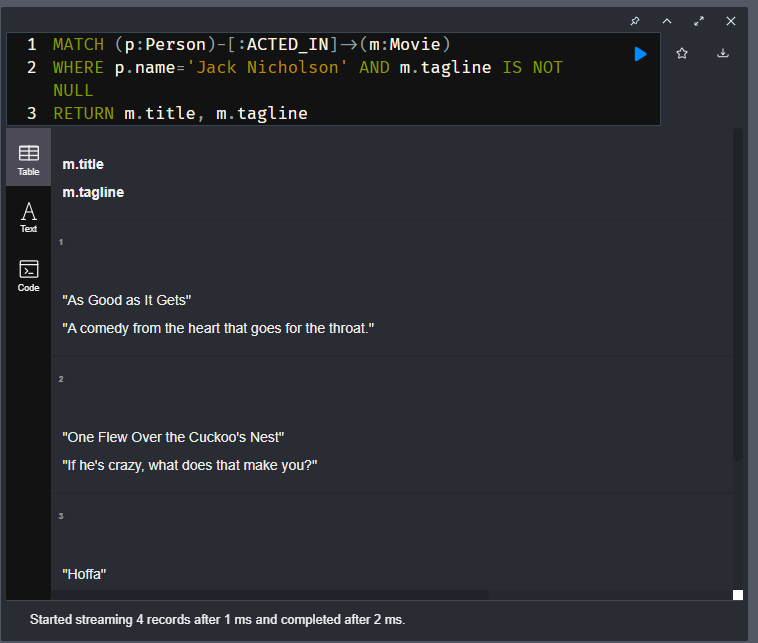 1 MATCH (p:Person)-[:ACTED_IN]->(m:Movie)
2 WHERE p.name='Jack Nicholson' AND m.tagline IS NOT
NULL
3 RETURN m.title, m.tagline
Table
Text
Code
m.title
m.tagline
1
"As Good as It Gets"
"A comedy from the heart that goes for the throat."
2
"One Flew Over the Cuckoo's Nest"
"If he's crazy, what does that make you?"
3
"Hoffa"
Started streaming 4 records after 1 ms and completed after 2 ms.